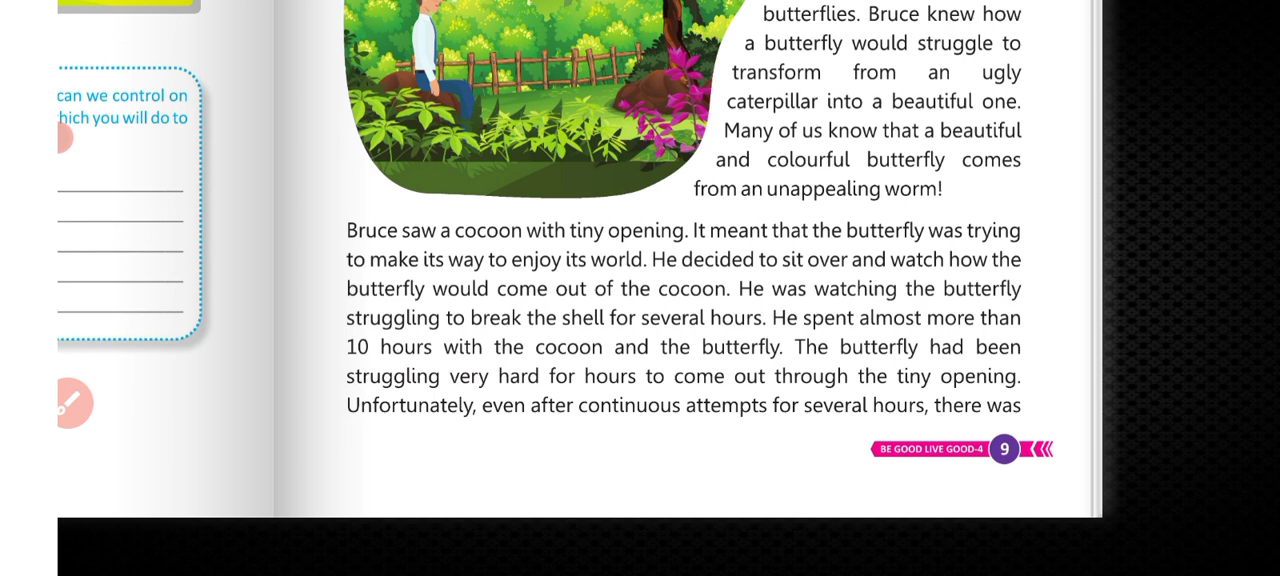 can we control on
hich you will do to
butterflies. Bruce knew how
a butterfly would struggle to
transform from an ugly
caterpillar into a beautiful one.
Many of us know that a beautiful
and colourful butterfly comes
from an unappealing worm!
Bruce saw a cocoon with tiny opening. It meant that the butterfly was trying
to make its way to enjoy its world. He decided to sit over and watch how the
butterfly would come out of the cocoon. He was watching the butterfly
struggling to break the shell for several hours. He spent almost more than
10 hours with the cocoon and the butterfly. The butterfly had been
struggling very hard for hours to come out through the tiny opening.
Unfortunately, even after continuous attempts for several hours, there was
BE GOOD LIVE GOOD-4 9